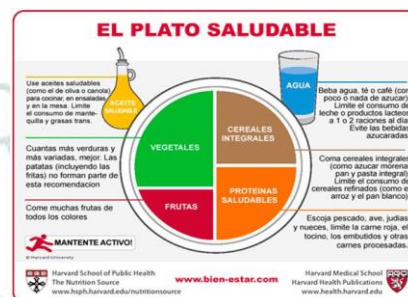 EL PLATO SALUDABLE
Use aceites saludables
(como el de oliva o canola)
para cocinar, en ensaladas
y en la mesa. Limite
el consumo de mante-
quilla y grasas trans.
ACEITE
SALUDABLE
AGUA
Beba agua, té o café (con
poco o nada de azucar)
Limite el consumo de
leche o productos lacteos
a 1 o 2 raciones al dia
Evite las bebidas
azucaradas
VEGETALES
CEREALES
INTEGRALES
Cuantas más verduras y
más variadas, mejor. Las
patatas (incluyendo las
fritas) no forman parte de
esta recomendacion
Coma cereales integrales
(como azucar morena
pan y pasta integral)
Limite el consumo de
cereales refinados (como el
arroz y el pan blanco)
FRUTAS
PROTEINAS
SALUDABLES
Come muchas frutas de
todos los colores
Escoja pescado, ave, judias
y nueces, limite la carne roja, el
tocino, los embutidos y otras
carnes procesadas.
MANTENTE ACTIVO!
© Harvard University
Harvard School of Public Health
The Nutrition Source
www.hsph.harvard.edu/nutritionsource
www.bien-estar.com
Harvard Medical School
Harvard Health Publications
www.health.harvard.edu